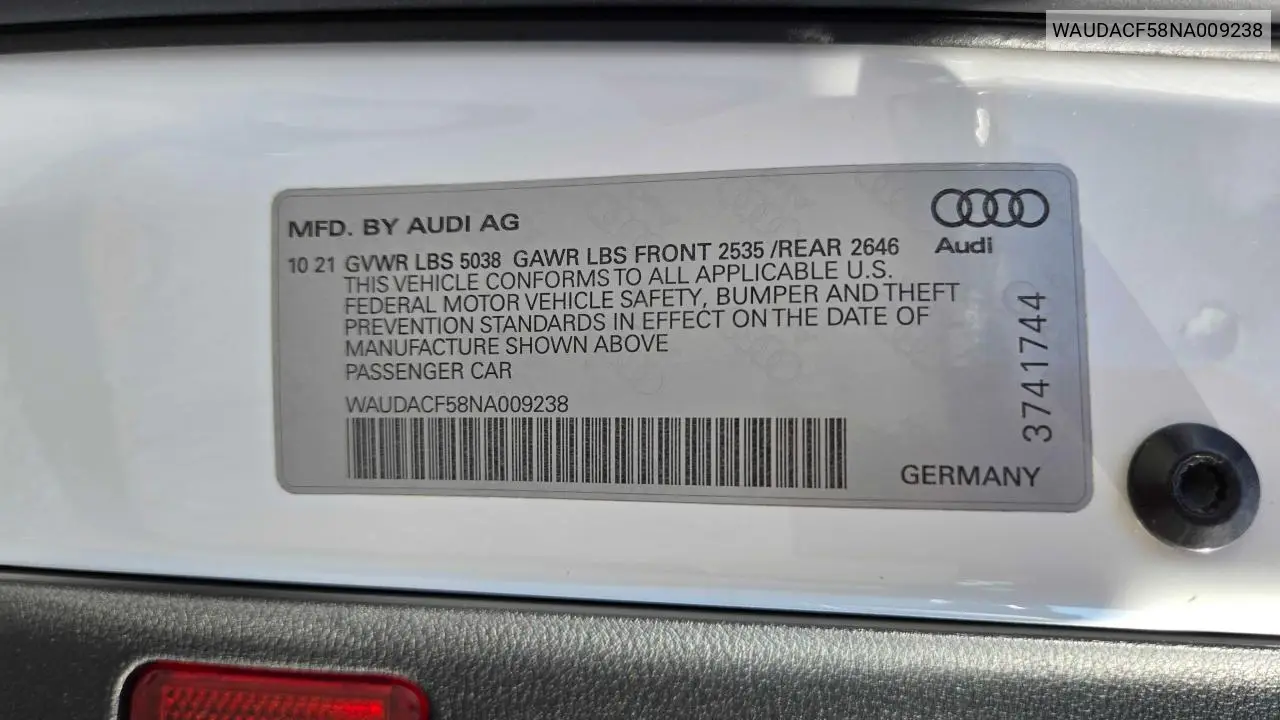 WAUDACF58NA009238
MFD. BY AUDI AG
Audi
10 21 GVWR LBS 5038 GAWR LBS FRONT 2535 /REAR 2646
THIS VEHICLE CONFORMS TO ALL APPLICABLE U.S.
FEDERAL MOTOR VEHICLE SAFETY, BUMPER AND THEFT
PREVENTION STANDARDS IN EFFECT ON THE DATE OF
MANUFACTURE SHOWN ABOVE
PASSENGER CAR
WAUDACF58NA009238
3741744
GERMANY